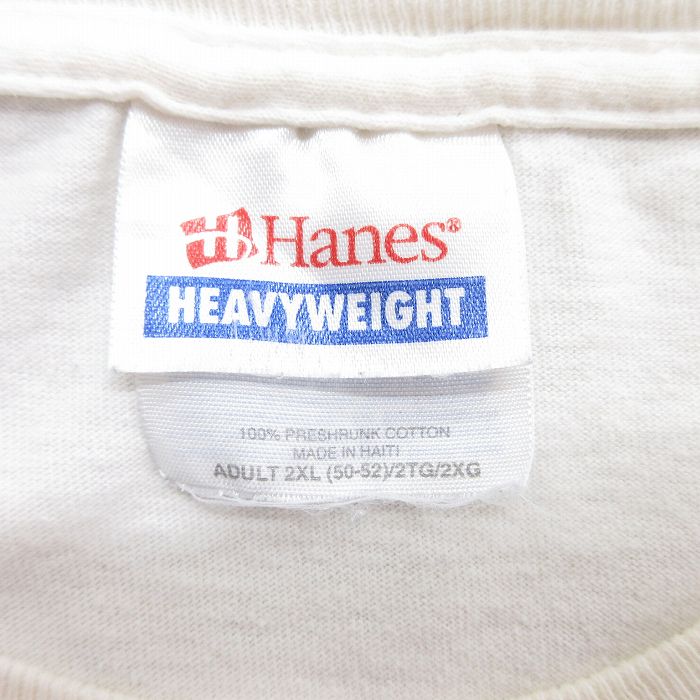 H Hanes®
HEAVYWEIGHT
100% PRESHRUNK COTTON
MADE IN HAITI
ADULT 2XL (50-52)/2TG/2XG